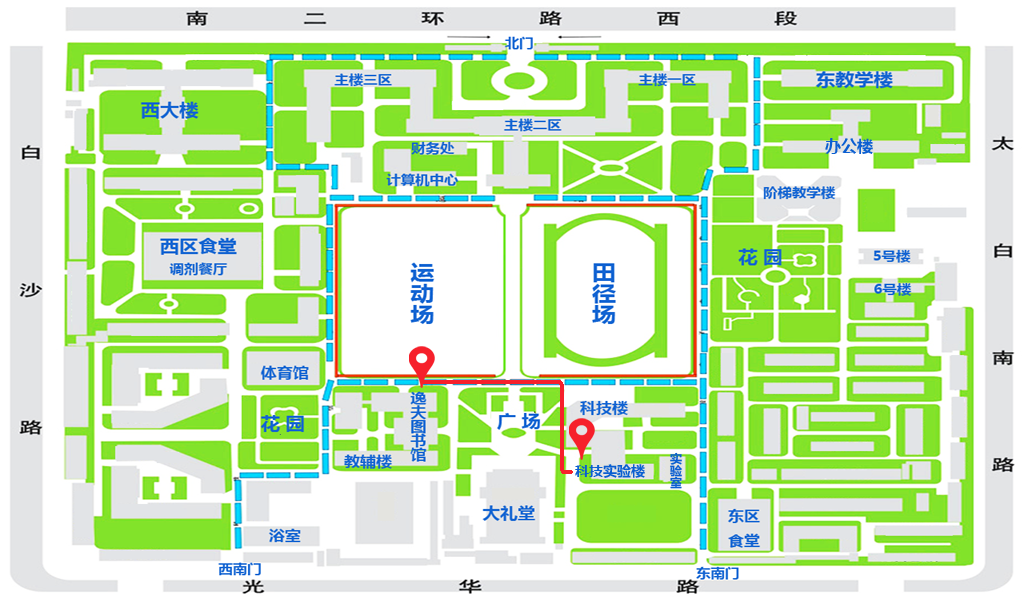 南二环路西段
北门
主楼三区
主楼一区
东教学楼
西大楼
主楼二区
办公楼
财务处
计算机中心
白沙路
太白南路
阶梯教学楼
西区食堂
调剂餐厅
运动场
田径场
花园
5号楼
6号楼
体育馆
花园
逸夫图书馆
广场
科技楼
教辅楼
科技实验楼
实验室
大礼堂
浴室
东区
食堂
西南门
东南门
光华路